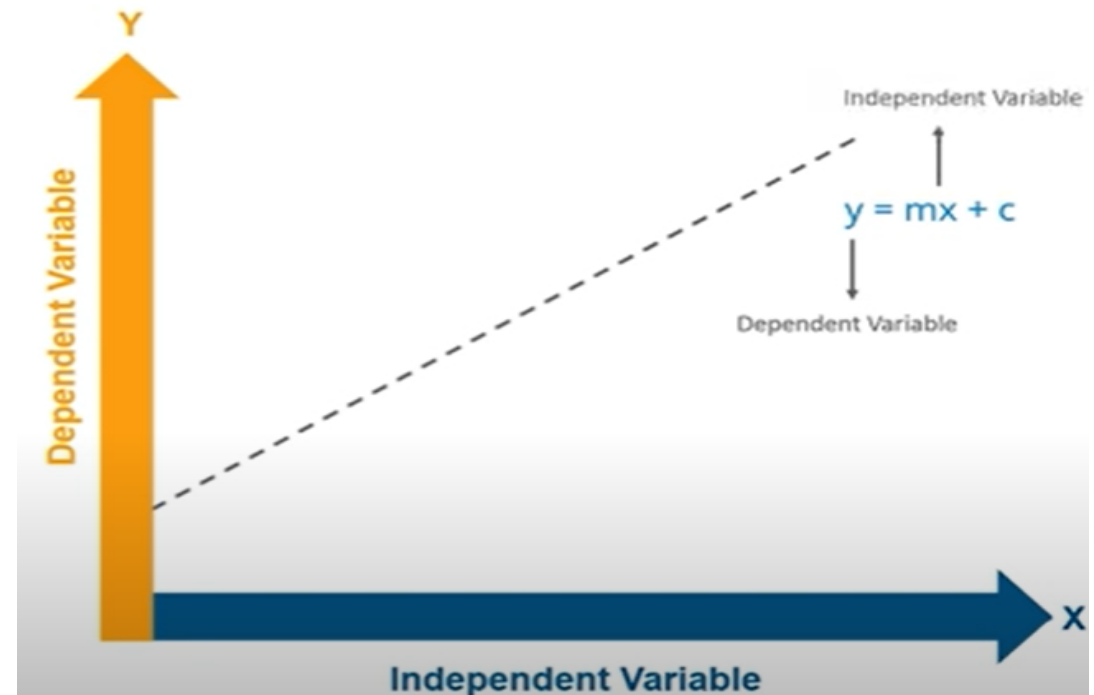 Y
Dependent Variable
Independent Variable
y = mx + c
Dependent Variable
X
Independent Variable